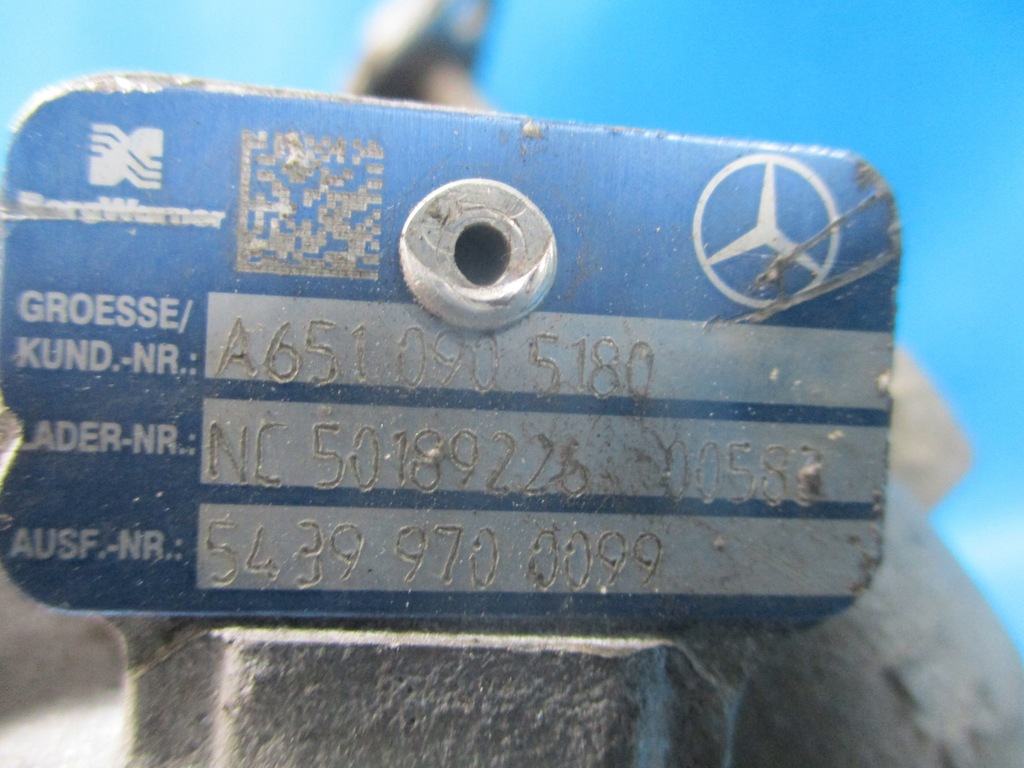 BorgWarner
GROESSE/
KUND.-NR.: A651 090 5180
LADER-NR.: NC 50189226
AUSF.-NR.: 5439 970 0099